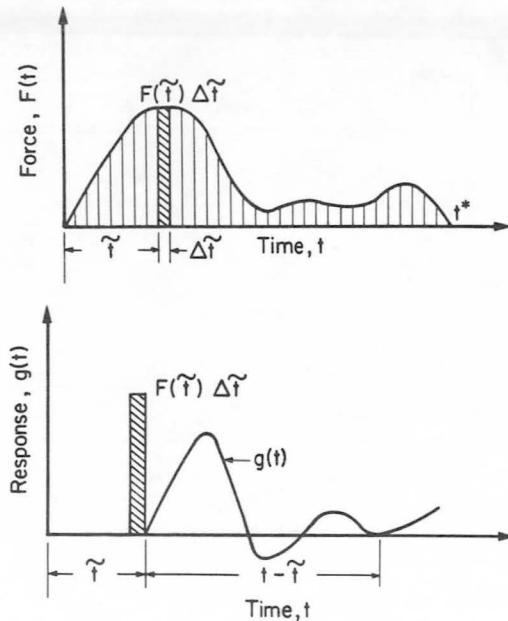 Force, F(t)
F(t̃) Δt̃
t*
t̃
Δt̃
Time, t
Response, g(t)
F(t̃) Δt̃
g(t)
t̃
t - t̃
Time, t